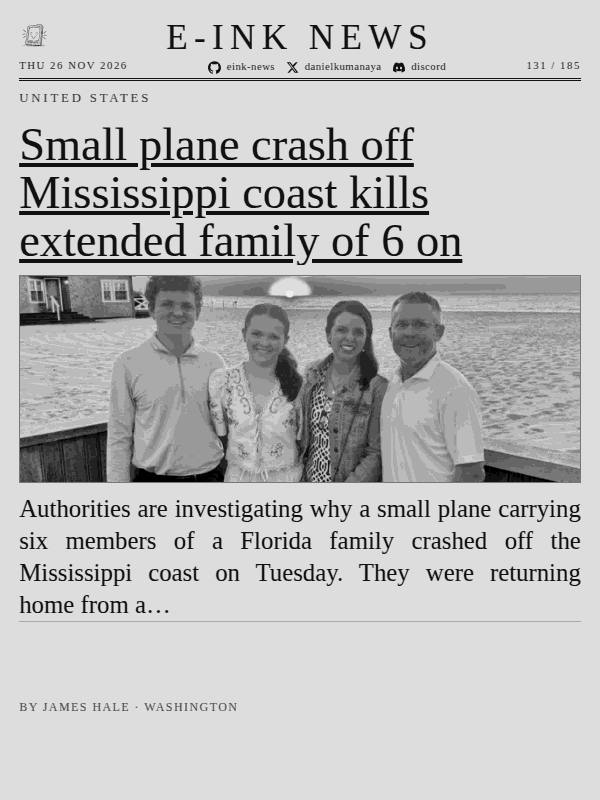 E-INK NEWS
THU 26 NOV 2026
eink-news danielkumanaya discord
131 / 185
UNITED STATES
Small plane crash off
Mississippi coast kills
extended family of 6 on
Authorities are investigating why a small plane carrying
six members of a Florida family crashed off the
Mississippi coast on Tuesday. They were returning
home from a…
BY JAMES HALE · WASHINGTON